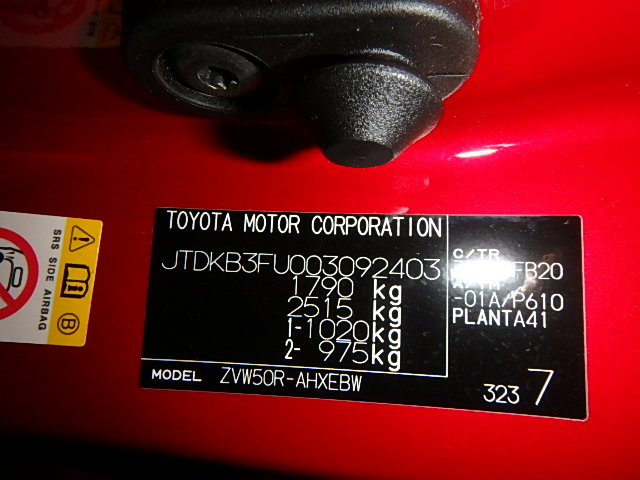 TOYOTA MOTOR CORPORATION
JTDKB3FU003092403
1790 kg
2515 kg
1-1020kg
2- 975kg
C/TR
FB20
-01A/P610
PLANTA41
MODEL ZVW50R-AHXEBW
323 7
SRS SIDE AIRBAG
B